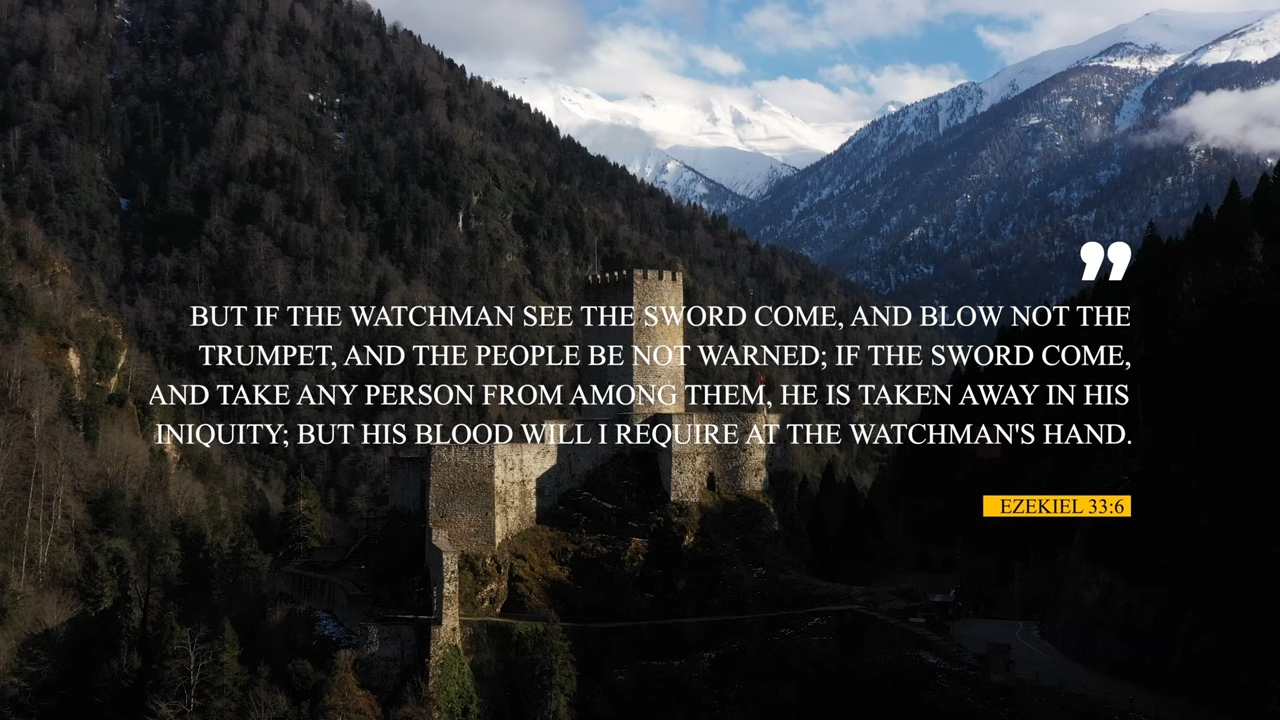 ”
BUT IF THE WATCHMAN SEE THE SWORD COME, AND BLOW NOT THE
TRUMPET, AND THE PEOPLE BE NOT WARNED; IF THE SWORD COME,
AND TAKE ANY PERSON FROM AMONG THEM, HE IS TAKEN AWAY IN HIS
INIQUITY; BUT HIS BLOOD WILL I REQUIRE AT THE WATCHMAN'S HAND.
EZEKIEL 33:6